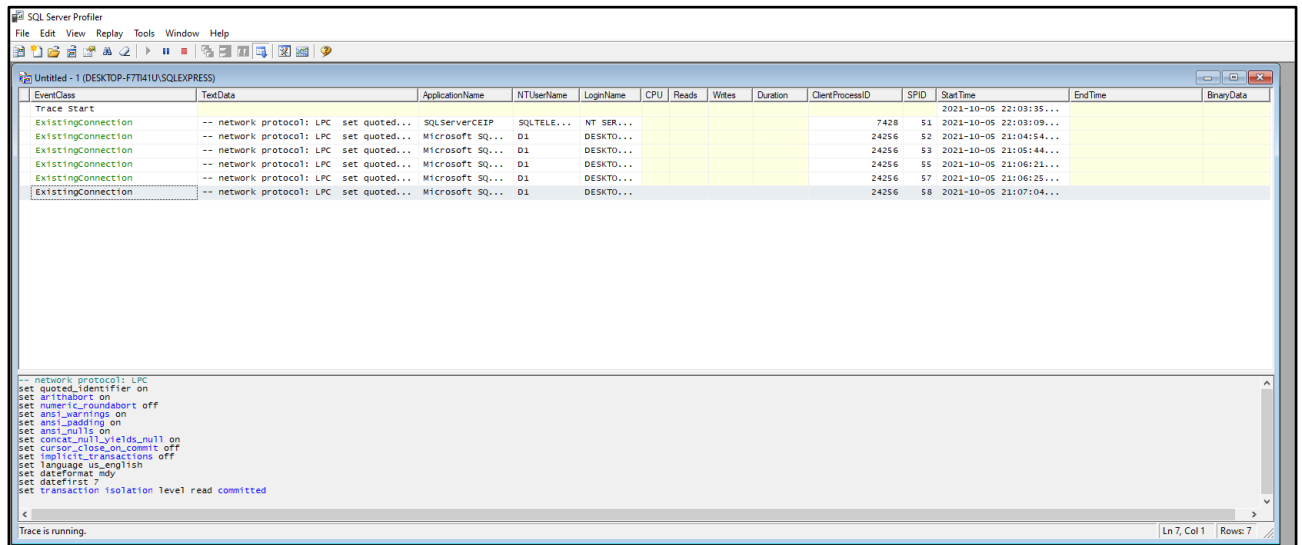 SQL Server Profiler
File Edit View Replay Tools Window Help
Untitled - 1 (DESKTOP-F7TI41U\SQLEXPRESS)
EventClass TextData ApplicationName NTUserName LoginName CPU Reads Writes Duration ClientProcessID SPID StartTime EndTime BinaryData
Trace Start 2021-10-05 22:03:35...
ExistingConnection -- network protocol: LPC set quoted... SQLServerCEIP SQLTELE... NT SER... 7428 51 2021-10-05 22:03:09...
ExistingConnection -- network protocol: LPC set quoted... Microsoft SQ... D1 DESKTO... 24256 52 2021-10-05 21:04:54...
ExistingConnection -- network protocol: LPC set quoted... Microsoft SQ... D1 DESKTO... 24256 53 2021-10-05 21:05:44...
ExistingConnection -- network protocol: LPC set quoted... Microsoft SQ... D1 DESKTO... 24256 55 2021-10-05 21:06:21...
ExistingConnection -- network protocol: LPC set quoted... Microsoft SQ... D1 DESKTO... 24256 57 2021-10-05 21:06:25...
ExistingConnection -- network protocol: LPC set quoted... Microsoft SQ... D1 DESKTO... 24256 58 2021-10-05 21:07:04...
-- network protocol: LPC
set quoted_identifier on
set arithabort on
set numeric_roundabort off
set ansi_warnings on
set ansi_padding on
set ansi_nulls on
set concat_null_yields_null on
set cursor_close_on_commit off
set implicit_transactions off
set language us_english
set dateformat mdy
set datefirst 7
set transaction isolation level read committed
Trace is running. Ln 7, Col 1 Rows: 7